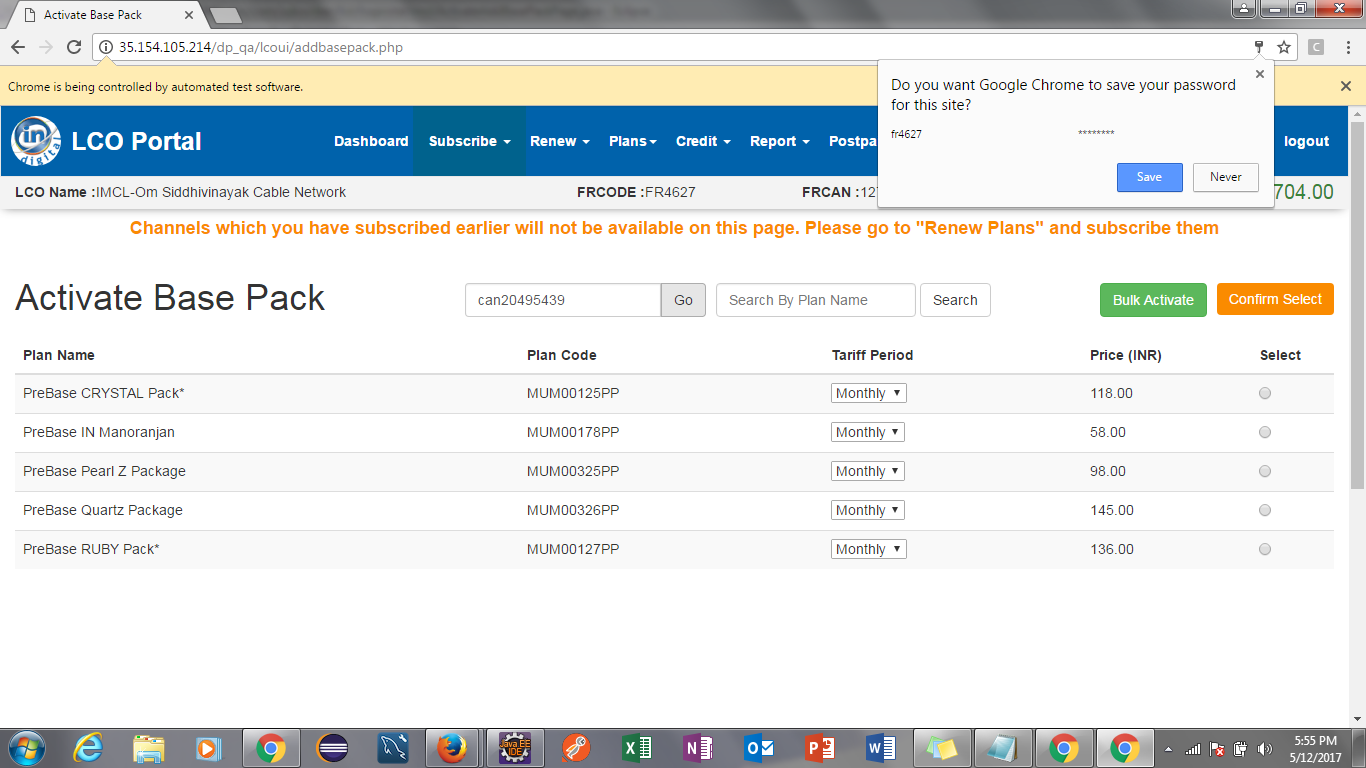 Activate Base Pack
35.154.105.214/dp_qa/lcoui/addbasepack.php
C
Chrome is being controlled by automated test software.
Do you want Google Chrome to save your password
for this site?
fr4627 ********
Save Never
in digital
LCO Portal Dashboard Subscribe Renew Plans Credit Report Postpa logout
LCO Name :IMCL-Om Siddhivinayak Cable Network FRCODE :FR4627 FRCAN :12 704.00
Channels which you have subscribed earlier will not be available on this page. Please go to "Renew Plans" and subscribe them
Activate Base Pack can20495439 Go Search By Plan Name Search Bulk Activate Confirm Select
Plan Name Plan Code Tariff Period Price (INR) Select
PreBase CRYSTAL Pack* MUM00125PP Monthly 118.00
PreBase IN Manoranjan MUM00178PP Monthly 58.00
PreBase Pearl Z Package MUM00325PP Monthly 98.00
PreBase Quartz Package MUM00326PP Monthly 145.00
PreBase RUBY Pack* MUM00127PP Monthly 136.00
Java EE
IDE
5:55 PM
5/12/2017